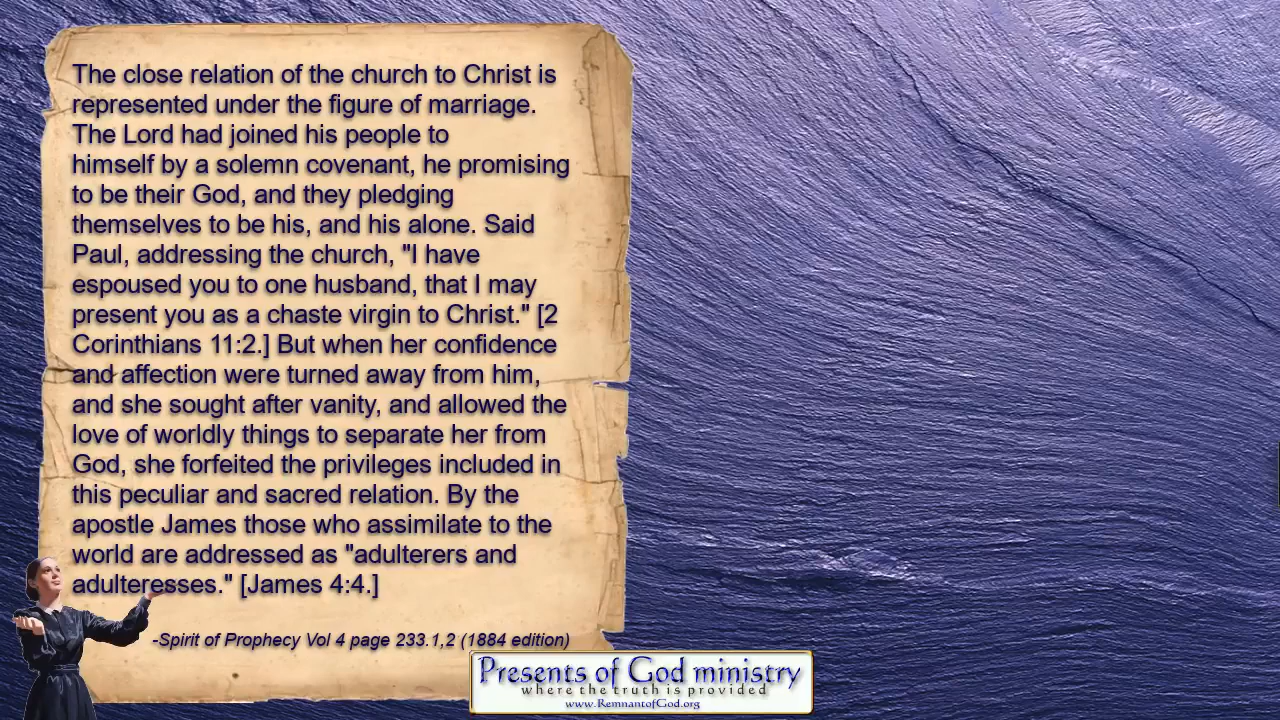 The close relation of the church to Christ is
represented under the figure of marriage.
The Lord had joined his people to
himself by a solemn covenant, he promising
to be their God, and they pledging
themselves to be his, and his alone. Said
Paul, addressing the church, "I have
espoused you to one husband, that I may
present you as a chaste virgin to Christ." [2
Corinthians 11:2.] But when her confidence
and affection were turned away from him,
and she sought after vanity, and allowed the
love of worldly things to separate her from
God, she forfeited the privileges included in
this peculiar and sacred relation. By the
apostle James those who assimilate to the
world are addressed as "adulterers and
adulteresses." [James 4:4.]
-Spirit of Prophecy Vol 4 page 233.1,2 (1884 edition)
Presents of God ministry
where the truth is provided
www.RemnantofGod.org